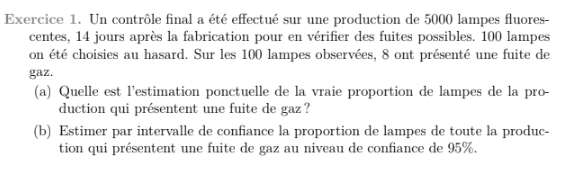 Exercice 1. Un contrôle final a été effectué sur une production de 5000 lampes fluores-
centes, 14 jours après la fabrication pour en vérifier des fuites possibles. 100 lampes
on été choisies au hasard. Sur les 100 lampes observées, 8 ont présenté une fuite de
gaz.
(a) Quelle est l'estimation ponctuelle de la vraie proportion de lampes de la pro-
duction qui présentent une fuite de gaz ?
(b) Estimer par intervalle de confiance la proportion de lampes de toute la produc-
tion qui présentent une fuite de gaz au niveau de confiance de 95%.